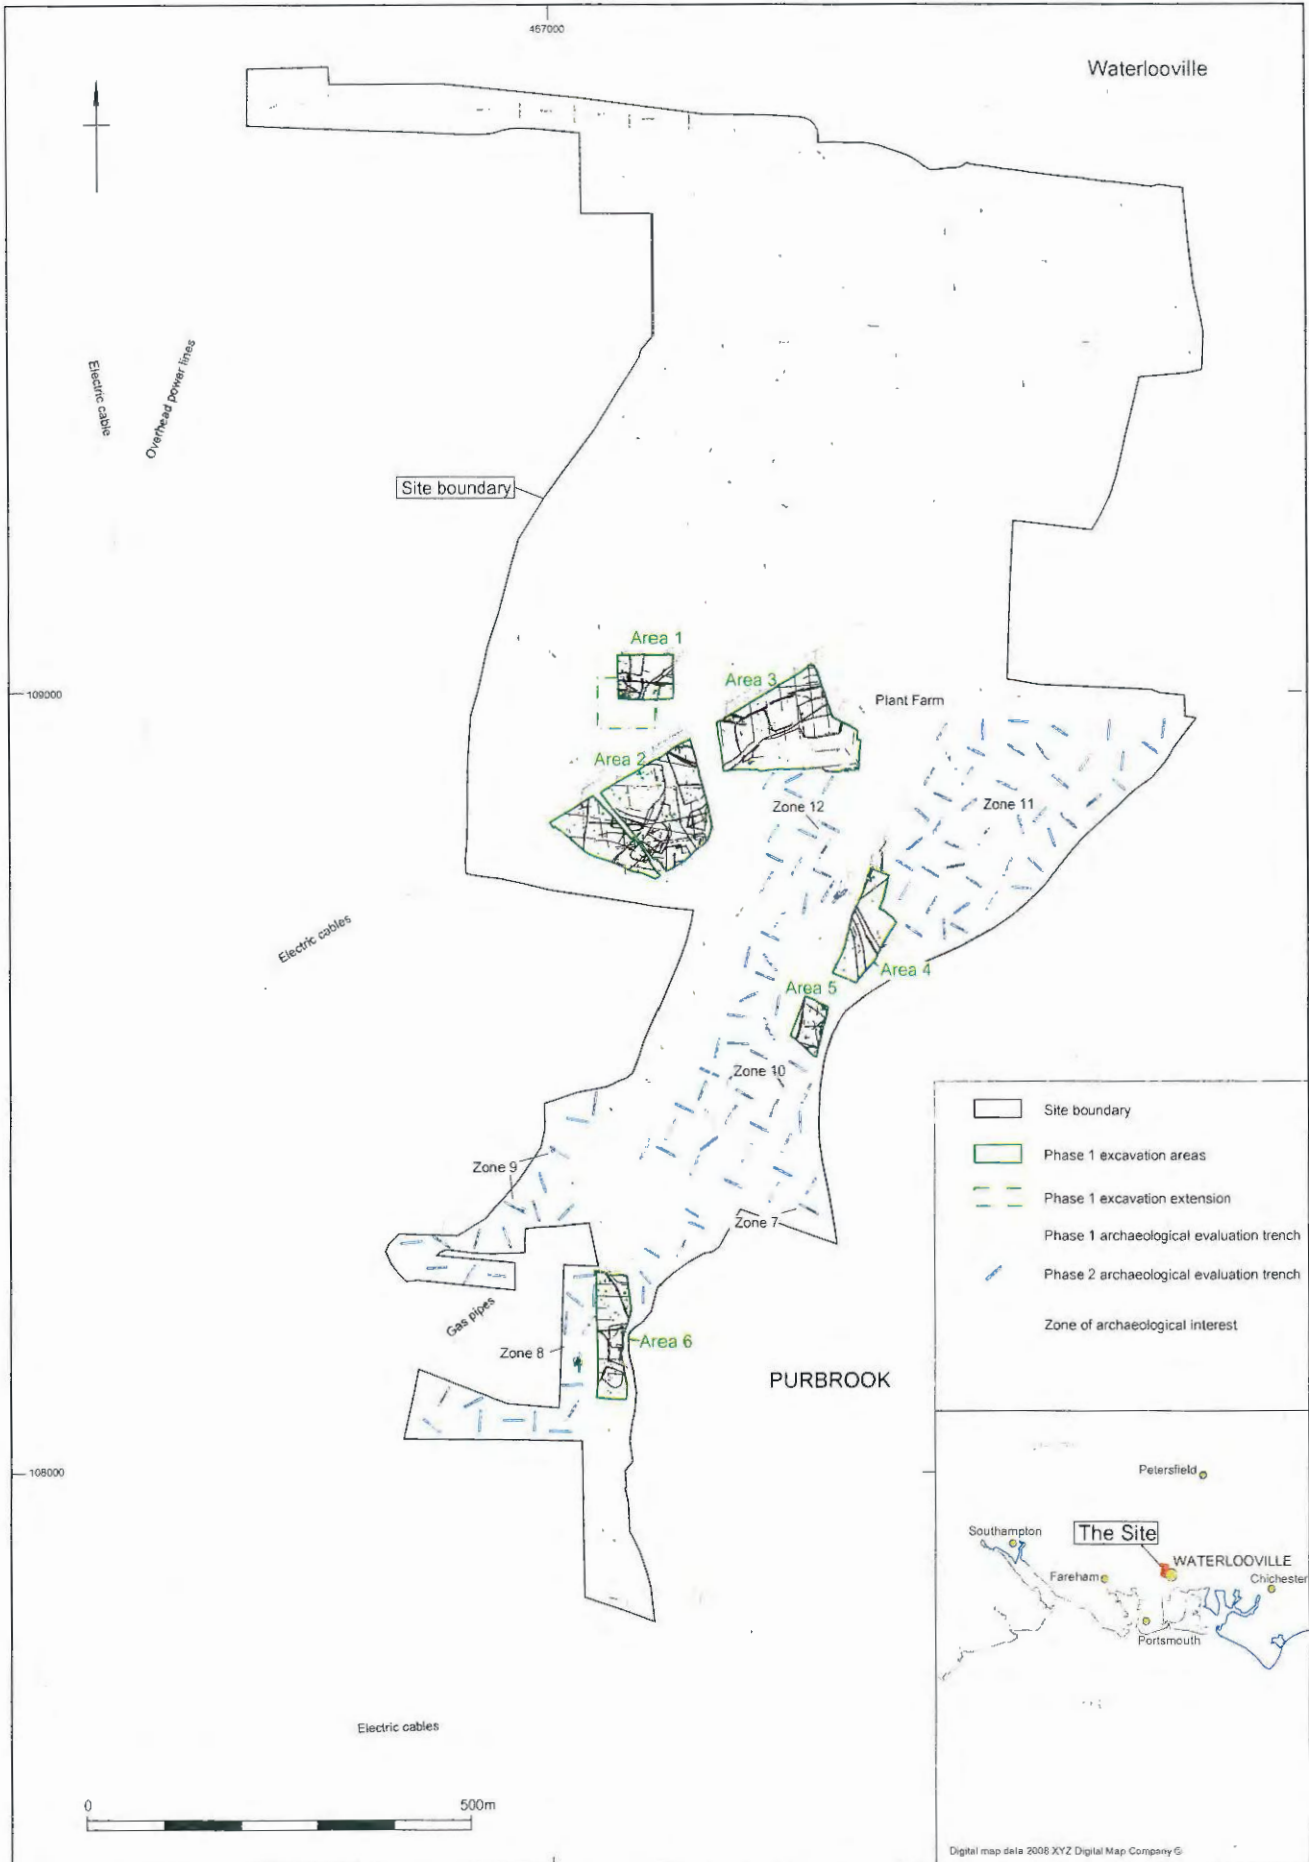 467000
Waterlooville
Electric cable
Overhead power lines
Site boundary
Area 1
109000
Area 3
Plant Farm
Area 2
Zone 12
Zone 11
Electric cables
Area 4
Area 5
Zone 10
Zone 9
Zone 7
Gas pipes
Zone 8
Area 6
PURBROOK
108000
Electric cables
0 500m
Site boundary
Phase 1 excavation areas
Phase 1 excavation extension
Phase 1 archaeological evaluation trench
Phase 2 archaeological evaluation trench
Zone of archaeological interest
Petersfield
Southampton
The Site
WATERLOOVILLE
Fareham
Chichester
Portsmouth
Digital map data 2008 XYZ Digital Map Company ©